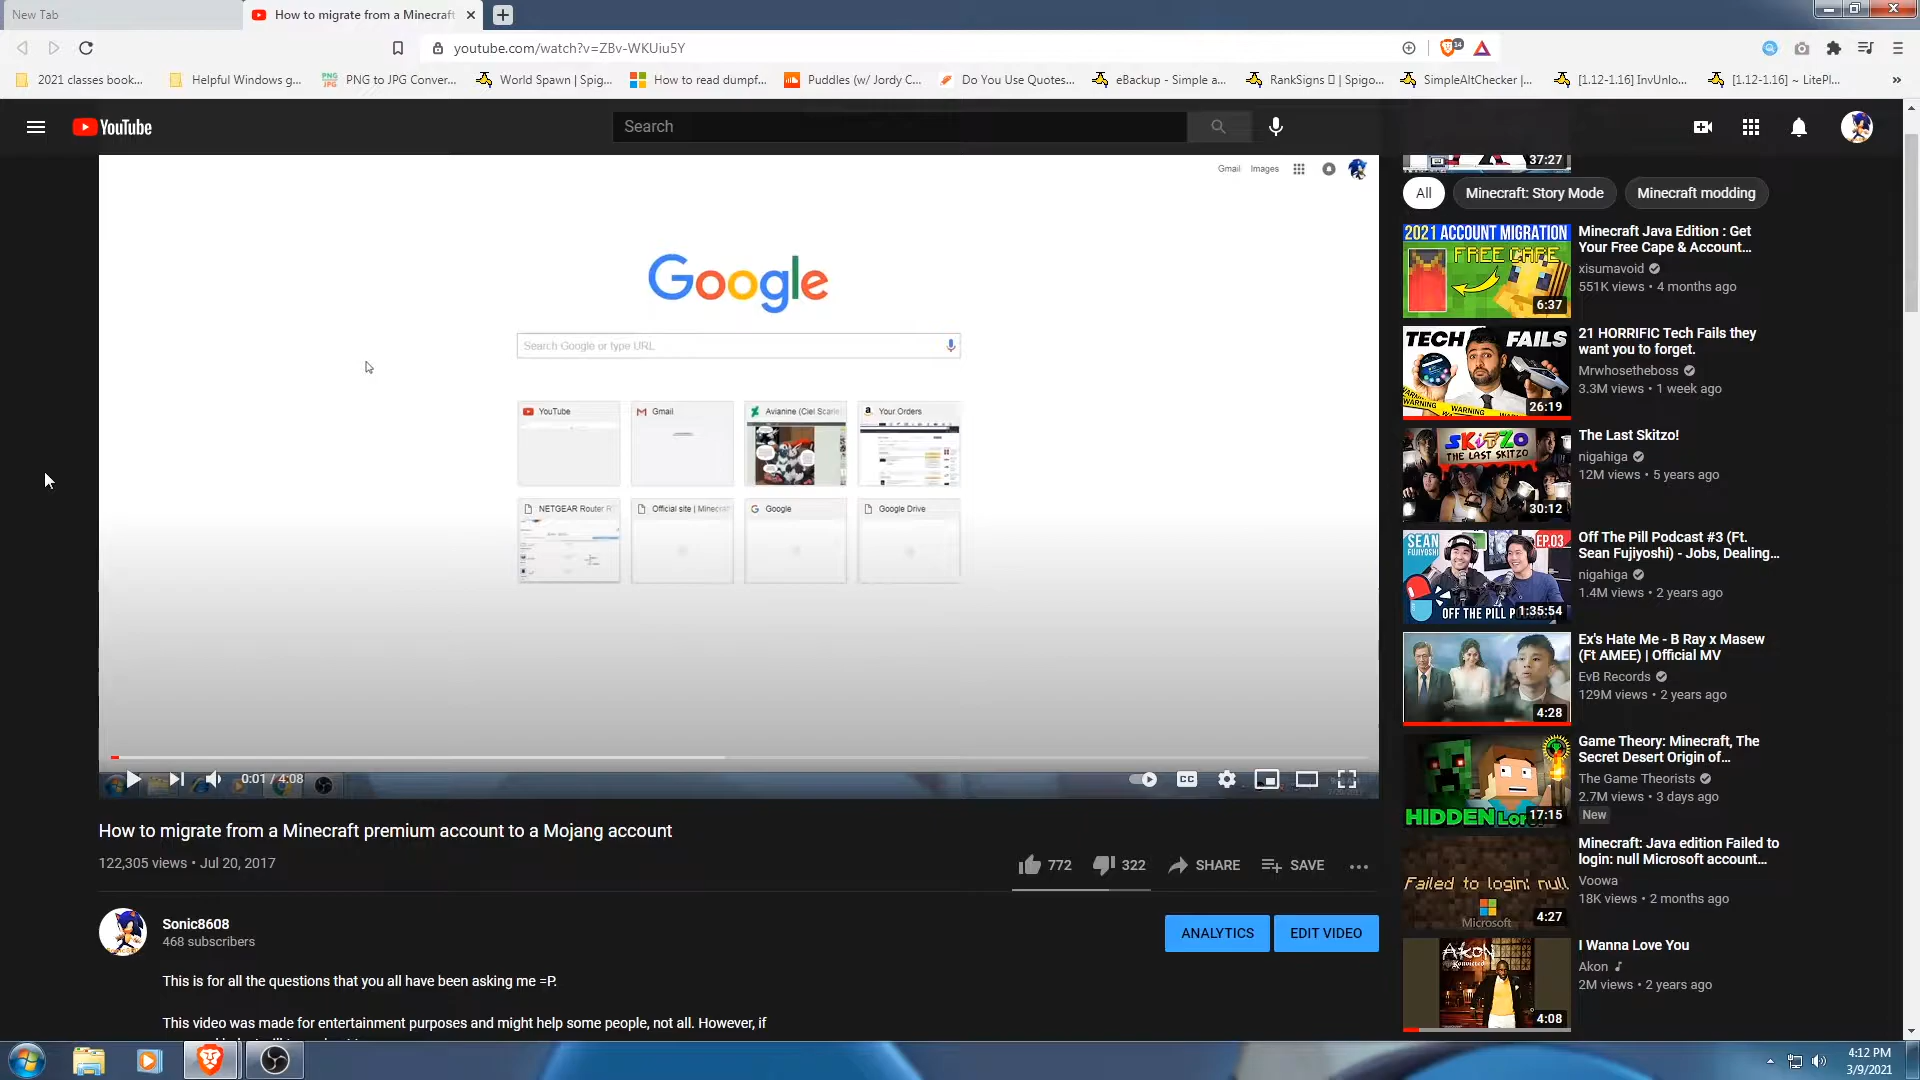 New Tab
How to migrate from a Minecraft
youtube.com/watch?v=ZBv-WKUiu5Y
14
2021 classes book...
Helpful Windows g...
PNG to JPG Conver...
World Spawn | Spig...
How to read dumpf...
Puddles (w/ Jordy C...
Do You Use Quotes...
eBackup - Simple a...
RankSigns | Spigo...
SimpleAltChecker |...
[1.12-1.16] InvUnlo...
[1.12-1.16] ~ LitePl...
YouTube
Search
Gmail
Images
Google
Search Google or type URL
YouTube
Gmail
Avianine (Ciel Scarle
Your Orders
NETGEAR Router R
Official site | Minecraft
Google
Google Drive
0:01 / 4:08
CC
How to migrate from a Minecraft premium account to a Mojang account
122,305 views • Jul 20, 2017
772
322
SHARE
SAVE
Sonic8608
468 subscribers
ANALYTICS
EDIT VIDEO
This is for all the questions that you all have been asking me =P.
This video was made for entertainment purposes and might help some people, not all. However, if
37:27
All
Minecraft: Story Mode
Minecraft modding
2021 ACCOUNT MIGRATION
FREE CAPE
6:37
Minecraft Java Edition : Get
Your Free Cape & Account...
xisumavoid
551K views • 4 months ago
TECH FAILS
WARNING WARNING WARNING
26:19
21 HORRIFIC Tech Fails they
want you to forget.
Mrwhosetheboss
3.3M views • 1 week ago
SKiTZO
THE LAST SKITZO
30:12
The Last Skitzo!
nigahiga
12M views • 5 years ago
SEAN
FUJIYOSHI
EP.03
OFF THE PILL P
1:35:54
Off The Pill Podcast #3 (Ft.
Sean Fujiyoshi) - Jobs, Dealing...
nigahiga
1.4M views • 2 years ago
4:28
Ex's Hate Me - B Ray x Masew
(Ft AMEE) | Official MV
EvB Records
129M views • 2 years ago
HIDDEN Lor
17:15
Game Theory: Minecraft, The
Secret Desert Origin of...
The Game Theorists
2.7M views • 3 days ago
New
Failed to login: null
Microsoft
4:27
Minecraft: Java edition Failed to
login: null Microsoft account...
Voowa
18K views • 2 months ago
AKON
Konvicted
4:08
I Wanna Love You
Akon
2M views • 2 years ago
4:12 PM
3/9/2021